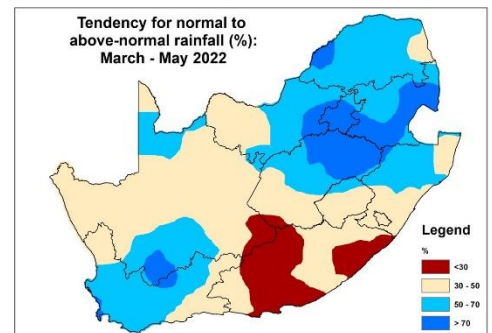 Tendency for normal to
above-normal rainfall (%):
March - May 2022
Legend
%
<30
30 - 50
50 - 70
> 70